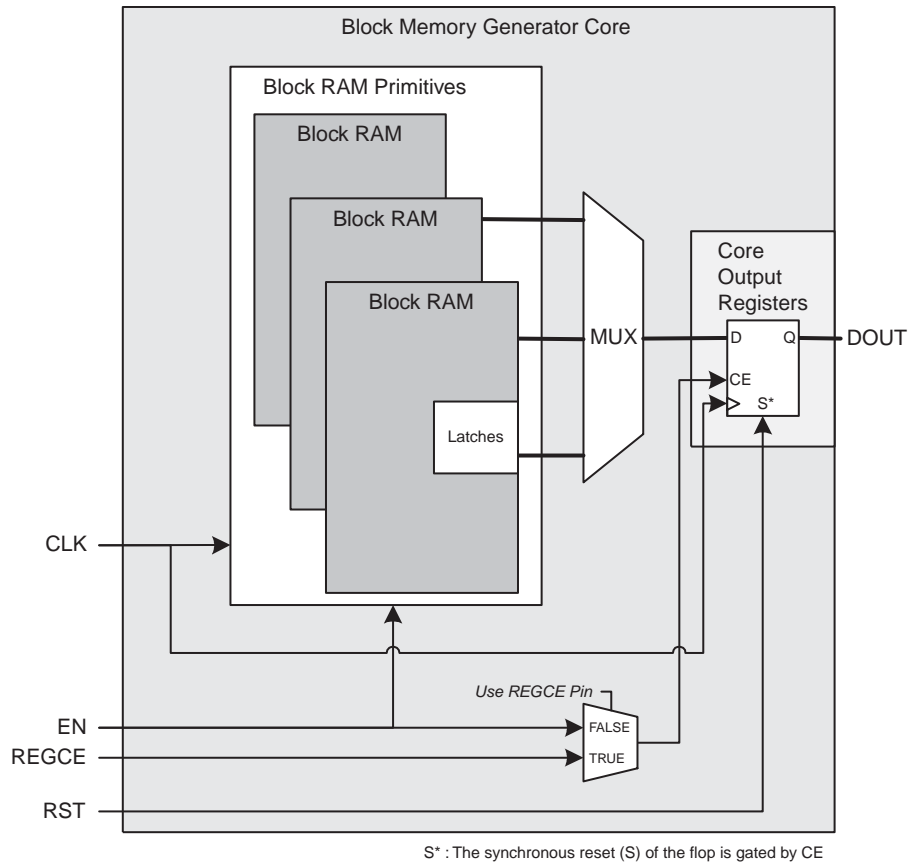 Block Memory Generator Core
Block RAM Primitives
Block RAM
Block RAM
Block RAM
Latches
MUX
Core
Output
Registers
D
Q
CE
S*
DOUT
CLK
Use REGCE Pin
EN
FALSE
REGCE
TRUE
RST
S* : The synchronous reset (S) of the flop is gated by CE